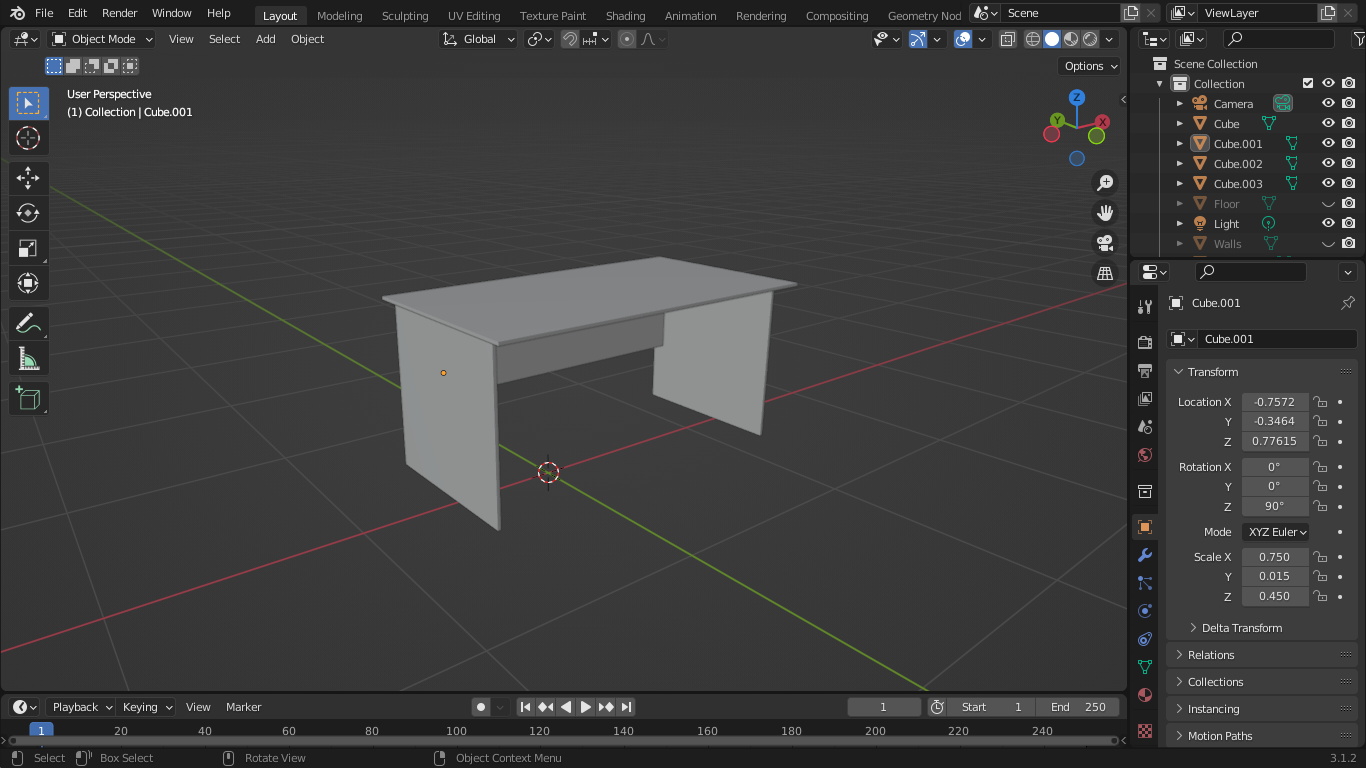 File Edit Render Window Help Layout Modeling Sculpting UV Editing Texture Paint Shading Animation Rendering Compositing Geometry Nod Scene ViewLayer
Object Mode View Select Add Object Global
Options
User Perspective
(1) Collection | Cube.001
Z
Y
X
Scene Collection
Collection
Camera
Cube
Cube.001
Cube.002
Cube.003
Floor
Light
Walls
Cube.001
Cube.001
Transform
Location X -0.7572
Y -0.3464
Z 0.77615
Rotation X 0°
Y 0°
Z 90°
Mode XYZ Euler
Scale X 0.750
Y 0.015
Z 0.450
Delta Transform
Relations
Collections
Instancing
Motion Paths
Playback Keying View Marker 1 Start 1 End 250
1 20 40 60 80 100 120 140 160 180 200 220 240
Select Box Select Rotate View Object Context Menu 3.1.2